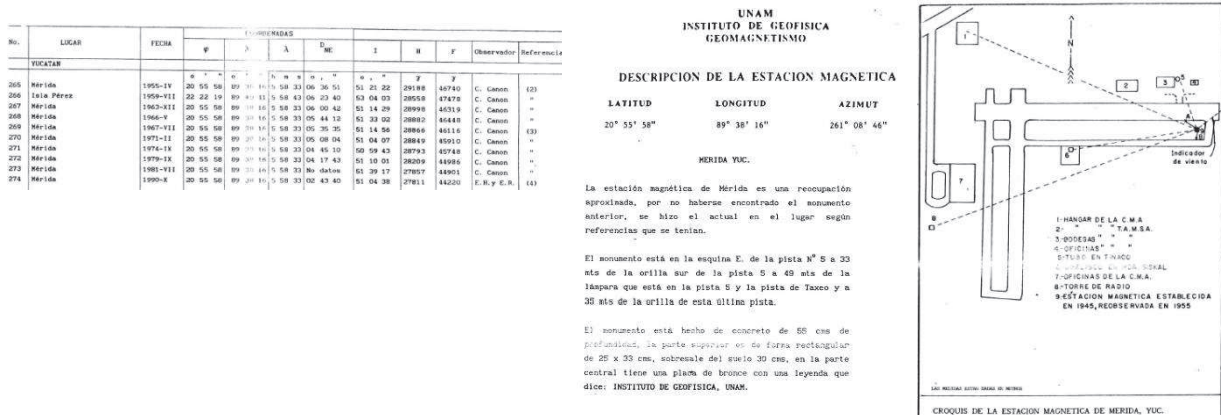 No. LUGAR FECHA COORDENADAS
φ λ λ D NE I H F Observador Referencia
YUCATAN
265 Mérida 1955-IV 20 55 58 5 58 33 06 36 51 51 21 22 29188 46740 C. Canon (2)
266 Isla Pérez 1959-VII 22 22 19 5 58 43 06 23 40 53 04 03 28558 47478 C. Canon "
267 Mérida 1963-XII 20 55 58 5 58 33 06 00 42 51 14 29 28998 46319 C. Canon "
268 Mérida 1966-V 20 55 58 5 58 33 05 44 12 51 33 02 28882 46448 C. Canon "
269 Mérida 1967-VII 20 55 58 5 58 33 05 35 35 51 14 56 28866 46116 C. Canon (3)
270 Mérida 1971-II 20 55 58 5 58 33 05 08 04 51 04 07 28849 45910 C. Canon "
271 Mérida 1974-IX 20 55 58 5 58 33 04 45 10 50 59 43 28793 45748 C. Canon "
272 Mérida 1979-IX 20 55 58 5 58 33 04 17 43 51 10 01 28209 44986 C. Canon "
273 Mérida 1981-VII 20 55 58 5 58 33 No datos 51 39 17 27857 44901 C. Canon "
274 Mérida 1990-X 20 55 58 5 58 33 02 43 40 51 04 38 27811 44220 E.H.y E.R. (4)
UNAM
INSTITUTO DE GEOFISICA
GEOMAGNETISMO
DESCRIPCION DE LA ESTACION MAGNETICA
LATITUD LONGITUD AZIMUT
20° 55' 58" 89° 38' 16" 261° 08' 46"
MERIDA YUC.
La estación magnética de Mérida es una reocupación
aproximada, por no haberse encontrado el monumento
anterior, se hizo el actual en el lugar según
referencias que se tenían.
El monumento está en la esquina E. de la pista N° 5 a 33
mts de la orilla sur de la pista 5 a 49 mts de la
lámpara que está en la pista 5 y la pista de Taxeo y a
35 mts de la orilla de esta última pista.
El monumento está hecho de concreto de 55 cms de
profundidad, la parte superior es de forma rectangular
de 25 x 33 cms, sobresale del suelo 30 cms, en la parte
central tiene una placa de bronce con una leyenda que
dice: INSTITUTO DE GEOFISICA, UNAM.
1
N
2
3
5
6
Indicador
de viento
7
8
1-HANGAR DE LA C.M.A
2- " " " T.A.M.S.A.
3-BODEGAS " " "
4-OFICINAS " "
5-TUBO EN TINACO
7-OFICINAS DE LA C.M.A.
8-TORRE DE RADIO
9-ESTACION MAGNETICA ESTABLECIDA
EN 1945, REOBSERVADA EN 1955
LAS MEDIDAS ESTAN DADAS EN METROS
CROQUIS DE LA ESTACION MAGNETICA DE MERIDA, YUC.